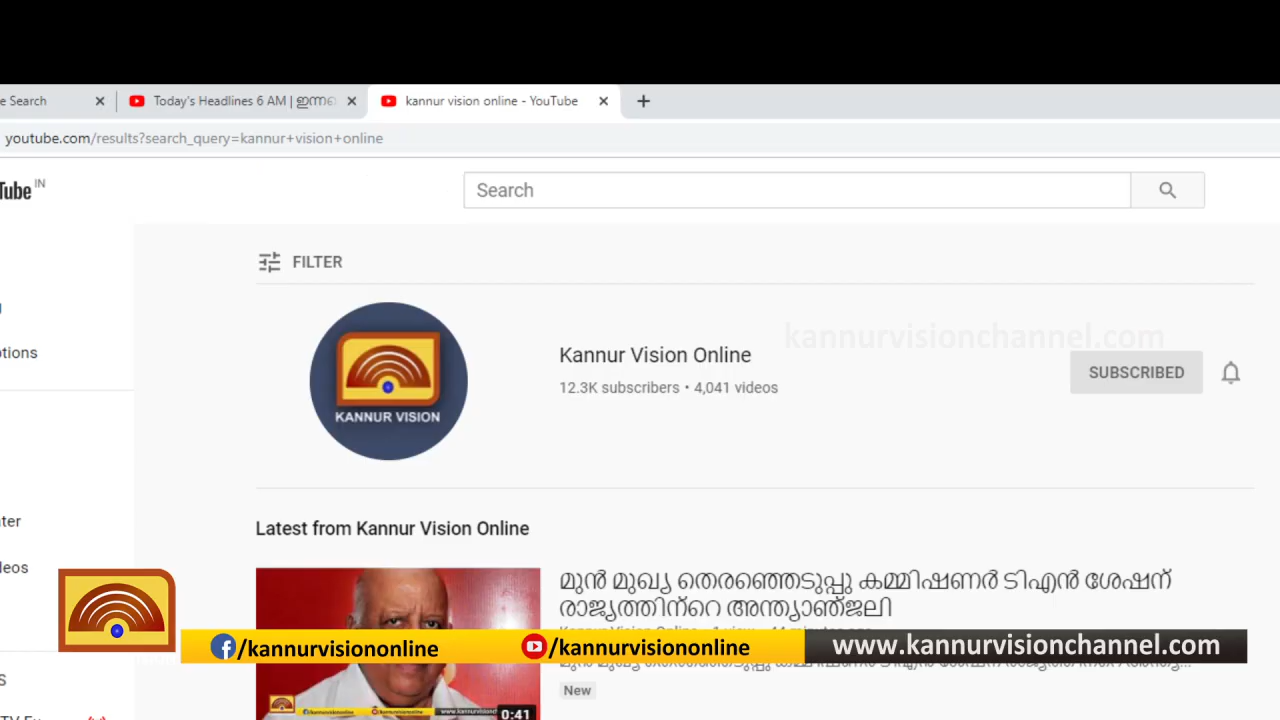 e Search
Today's Headlines 6 AM | ഇന്നത്
kannur vision online - YouTube
youtube.com/results?search_query=kannur+vision+online
Tube IN
Search
FILTER
kannurvisionchannel.com
Kannur Vision Online
12.3K subscribers • 4,041 videos
SUBSCRIBED
KANNUR VISION
ptions
Latest from Kannur Vision Online
ter
eos
മുൻ മുഖ്യ തെരഞ്ഞെടുപ്പു കമ്മിഷണർ ടിഎൻ ശേഷന്
രാജ്യത്തിന്റെ അന്ത്യാഞ്ജലി
/kannurvisiononline
/kannurvisiononline
www.kannurvisionchannel.com
New
0:41